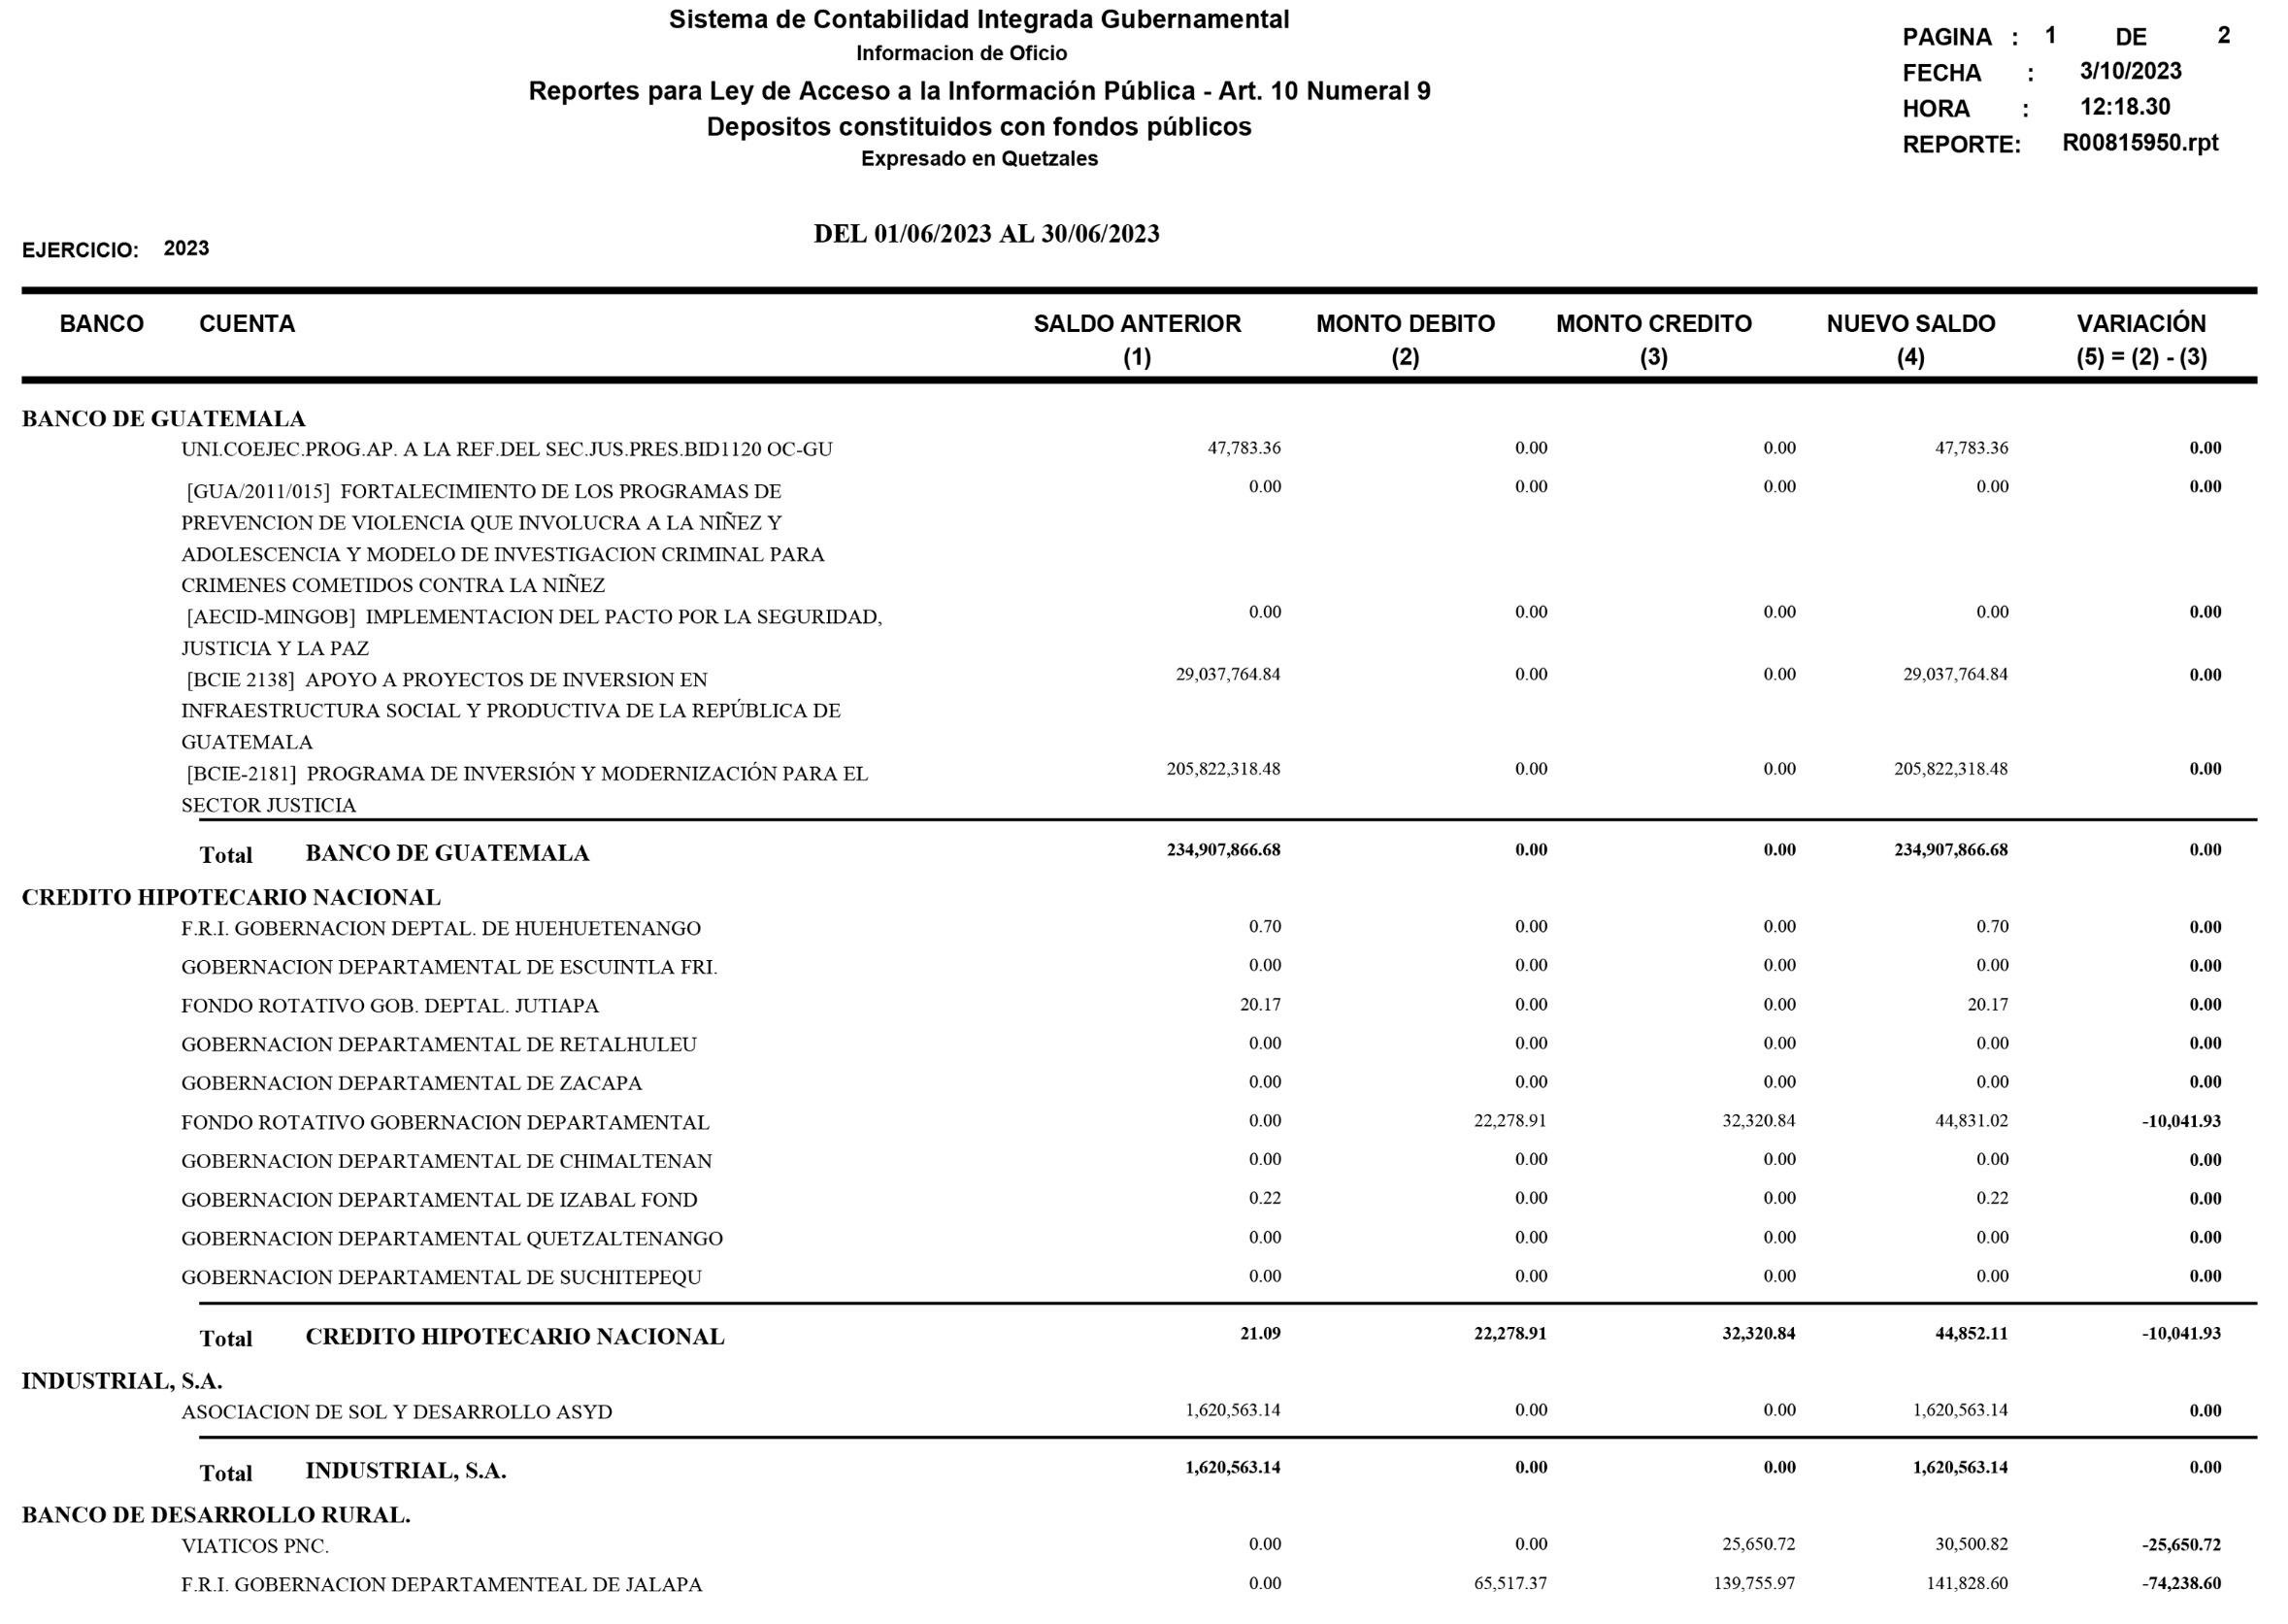 Sistema de Contabilidad Integrada Gubernamental
Informacion de Oficio
Reportes para Ley de Acceso a la Información Pública - Art. 10 Numeral 9
Depositos constituidos con fondos públicos
Expresado en Quetzales
PAGINA : 1 DE 2
FECHA : 3/10/2023
HORA : 12:18.30
REPORTE: R00815950.rpt
DEL 01/06/2023 AL 30/06/2023
EJERCICIO: 2023
BANCO CUENTA SALDO ANTERIOR MONTO DEBITO MONTO CREDITO NUEVO SALDO VARIACIÓN
(1) (2) (3) (4) (5) = (2) - (3)
BANCO DE GUATEMALA
UNI.COEJEC.PROG.AP. A LA REF.DEL SEC.JUS.PRES.BID1120 OC-GU 47,783.36 0.00 0.00 47,783.36 0.00
[GUA/2011/015] FORTALECIMIENTO DE LOS PROGRAMAS DE 0.00 0.00 0.00 0.00 0.00
PREVENCION DE VIOLENCIA QUE INVOLUCRA A LA NIÑEZ Y
ADOLESCENCIA Y MODELO DE INVESTIGACION CRIMINAL PARA
CRIMENES COMETIDOS CONTRA LA NIÑEZ
[AECID-MINGOB] IMPLEMENTACION DEL PACTO POR LA SEGURIDAD, 0.00 0.00 0.00 0.00 0.00
JUSTICIA Y LA PAZ
[BCIE 2138] APOYO A PROYECTOS DE INVERSION EN 29,037,764.84 0.00 0.00 29,037,764.84 0.00
INFRAESTRUCTURA SOCIAL Y PRODUCTIVA DE LA REPÚBLICA DE
GUATEMALA
[BCIE-2181] PROGRAMA DE INVERSIÓN Y MODERNIZACIÓN PARA EL 205,822,318.48 0.00 0.00 205,822,318.48 0.00
SECTOR JUSTICIA
Total BANCO DE GUATEMALA 234,907,866.68 0.00 0.00 234,907,866.68 0.00
CREDITO HIPOTECARIO NACIONAL
F.R.I. GOBERNACION DEPTAL. DE HUEHUETENANGO 0.70 0.00 0.00 0.70 0.00
GOBERNACION DEPARTAMENTAL DE ESCUINTLA FRI. 0.00 0.00 0.00 0.00 0.00
FONDO ROTATIVO GOB. DEPTAL. JUTIAPA 20.17 0.00 0.00 20.17 0.00
GOBERNACION DEPARTAMENTAL DE RETALHULEU 0.00 0.00 0.00 0.00 0.00
GOBERNACION DEPARTAMENTAL DE ZACAPA 0.00 0.00 0.00 0.00 0.00
FONDO ROTATIVO GOBERNACION DEPARTAMENTAL 0.00 22,278.91 32,320.84 44,831.02 -10,041.93
GOBERNACION DEPARTAMENTAL DE CHIMALTENAN 0.00 0.00 0.00 0.00 0.00
GOBERNACION DEPARTAMENTAL DE IZABAL FOND 0.22 0.00 0.00 0.22 0.00
GOBERNACION DEPARTAMENTAL QUETZALTENANGO 0.00 0.00 0.00 0.00 0.00
GOBERNACION DEPARTAMENTAL DE SUCHITEPEQU 0.00 0.00 0.00 0.00 0.00
Total CREDITO HIPOTECARIO NACIONAL 21.09 22,278.91 32,320.84 44,852.11 -10,041.93
INDUSTRIAL, S.A.
ASOCIACION DE SOL Y DESARROLLO ASYD 1,620,563.14 0.00 0.00 1,620,563.14 0.00
Total INDUSTRIAL, S.A. 1,620,563.14 0.00 0.00 1,620,563.14 0.00
BANCO DE DESARROLLO RURAL.
VIATICOS PNC. 0.00 0.00 25,650.72 30,500.82 -25,650.72
F.R.I. GOBERNACION DEPARTAMENTEAL DE JALAPA 0.00 65,517.37 139,755.97 141,828.60 -74,238.60